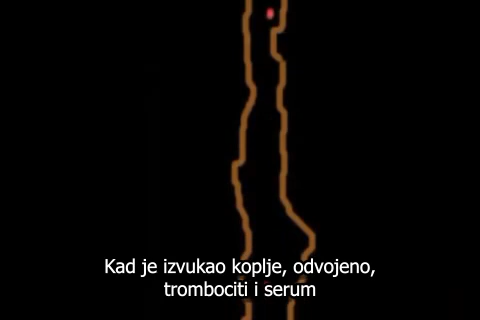 Kad je izvukao koplje, odvojeno,
trombociti i serum